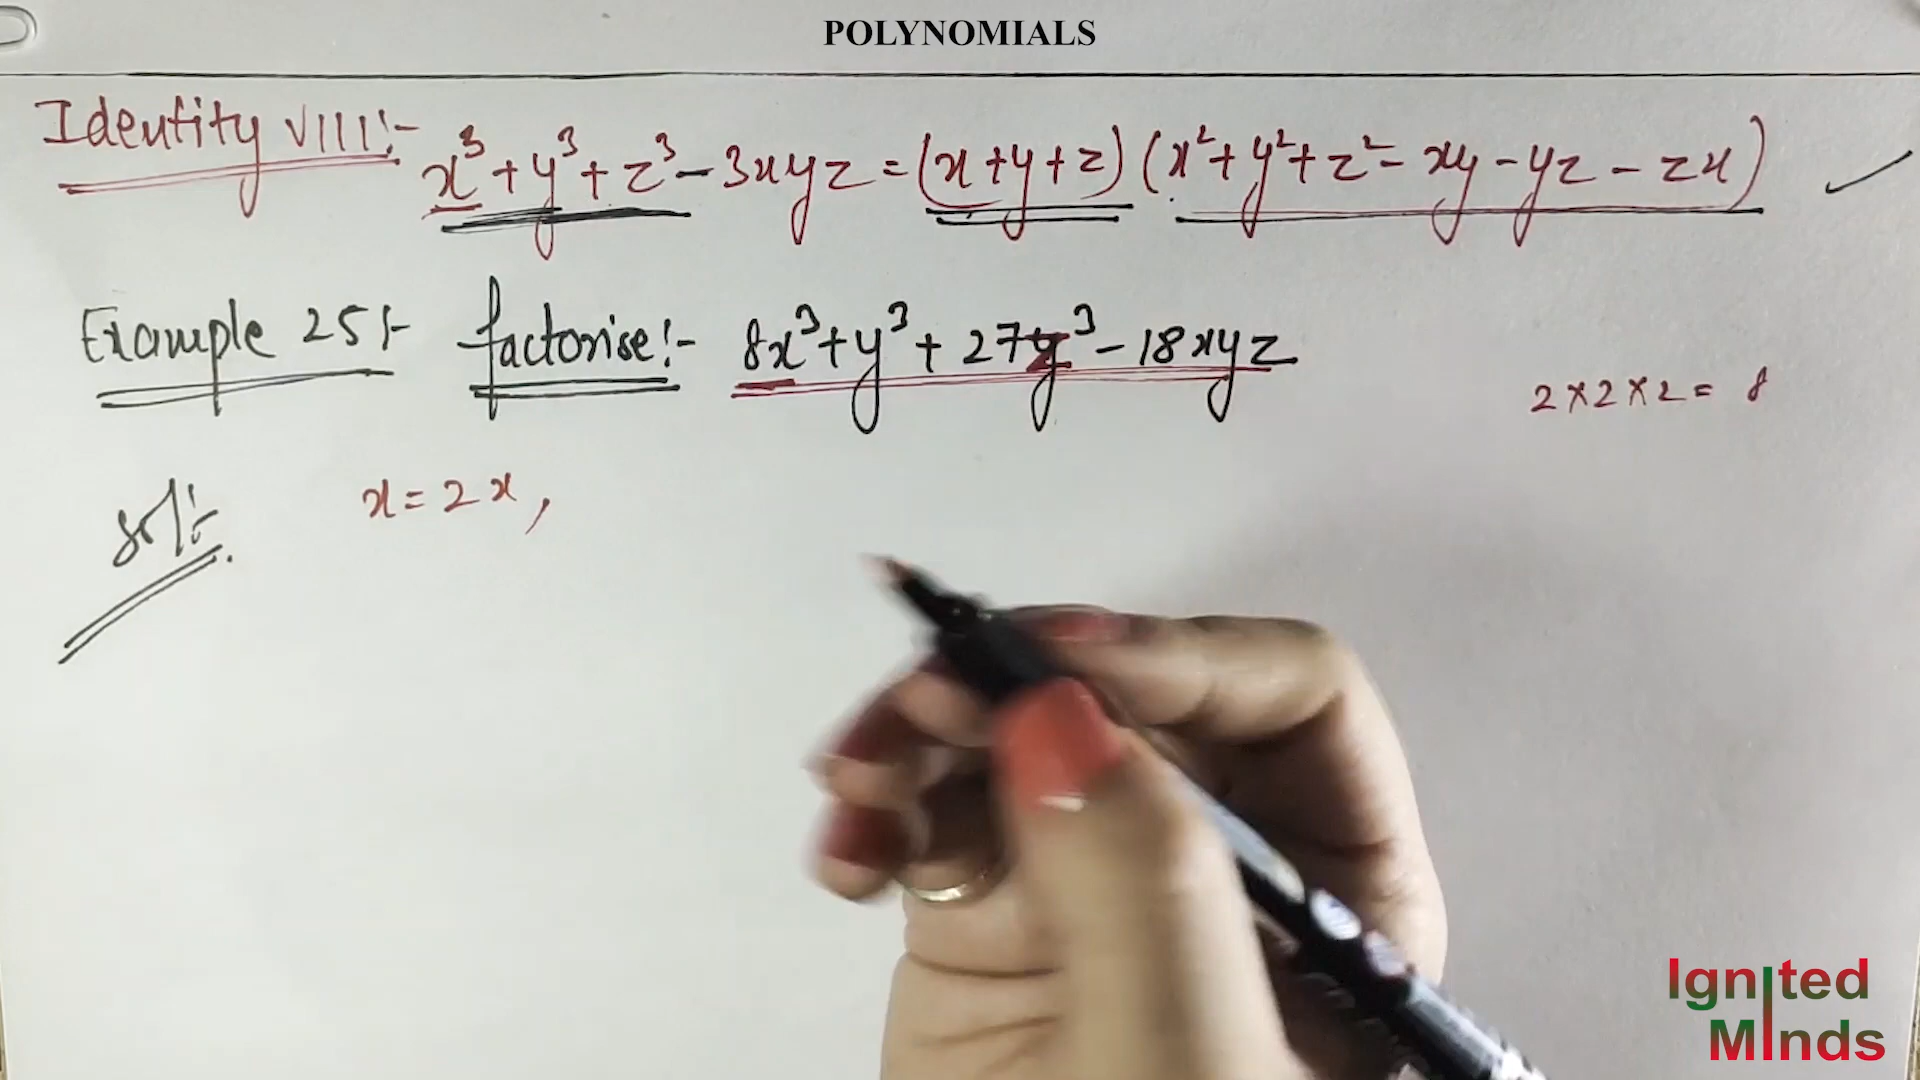 POLYNOMIALS
Identity VIII:- x³ + y³ + z³ - 3xyz = (x + y + z) (x² + y² + z² - xy - yz - zx)
Example 25:- factorise:- 8x³ + y³ + 27z³ - 18xyz
2 × 2 × 2 = 8
sol:-
x = 2x,
Ignited
Minds